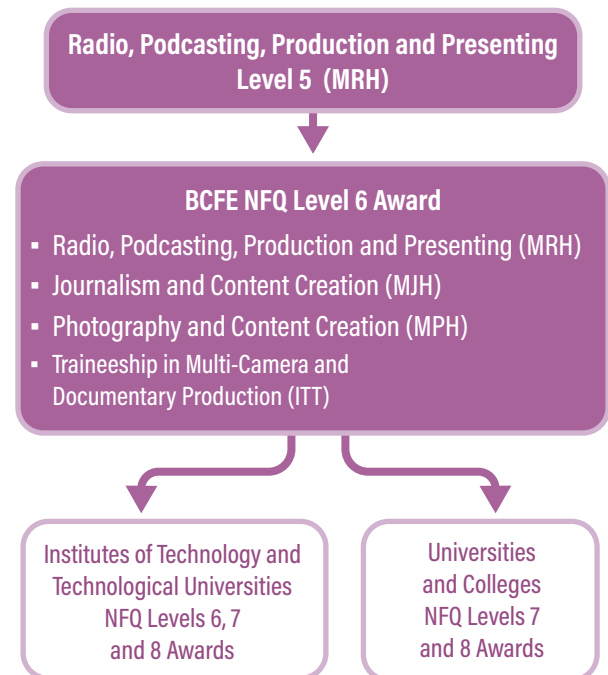 Radio, Podcasting, Production and Presenting
Level 5 (MRH)
BCFE NFQ Level 6 Award
▪ Radio, Podcasting, Production and Presenting (MRH)
▪ Journalism and Content Creation (MJH)
▪ Photography and Content Creation (MPH)
▪ Traineeship in Multi-Camera and
Documentary Production (ITT)
Institutes of Technology and
Technological Universities
NFQ Levels 6, 7
and 8 Awards
Universities
and Colleges
NFQ Levels 7
and 8 Awards